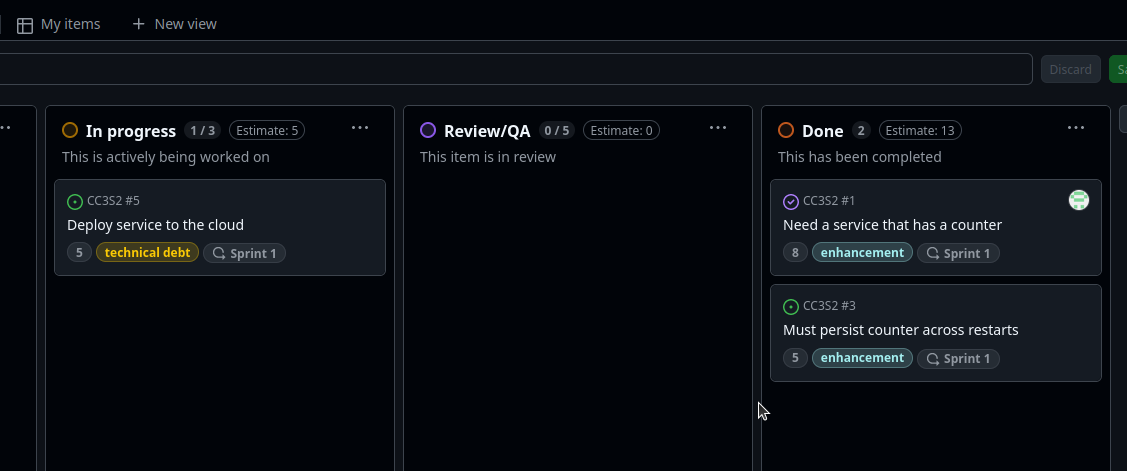 My items
New view
Discard
In progress 1 / 3 Estimate: 5
This is actively being worked on
CC3S2 #5
Deploy service to the cloud
5 technical debt Sprint 1
Review/QA 0 / 5 Estimate: 0
This item is in review
Done 2 Estimate: 13
This has been completed
CC3S2 #1
Need a service that has a counter
8 enhancement Sprint 1
CC3S2 #3
Must persist counter across restarts
5 enhancement Sprint 1